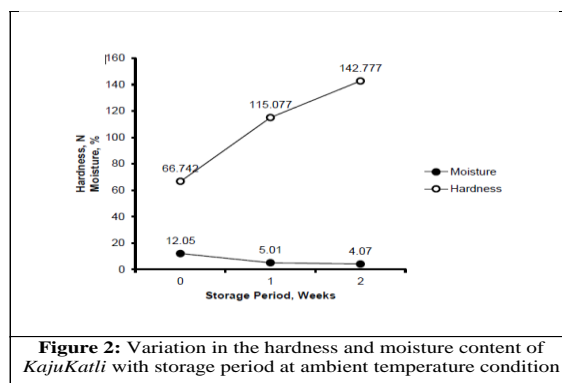 160
142.777
140
115.077
120
100
80
66.742
60
40
20
12.05
5.01
4.07
0
0 1 2
Hardness, N
Moisture, %
Storage Period, Weeks
Moisture
Hardness
Figure 2: Variation in the hardness and moisture content of
KajuKatli with storage period at ambient temperature condition